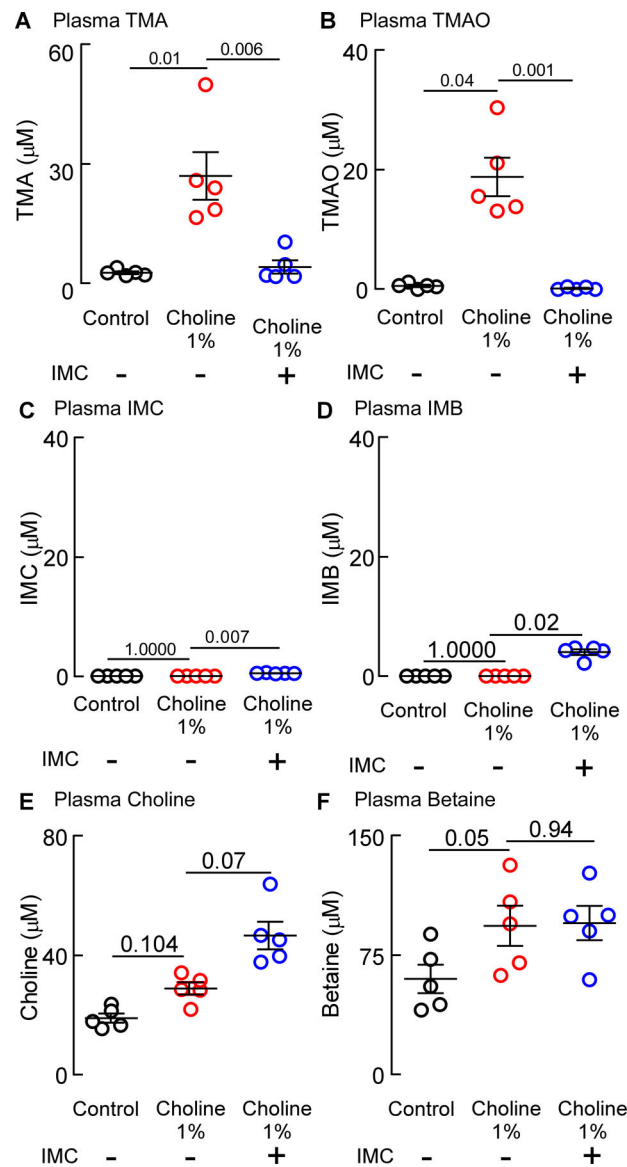 A Plasma TMA
60
30
0
TMA (μM)
0.01
0.006
Control
Choline
1%
Choline
1%
IMC - - +
B Plasma TMAO
40
20
0
TMAO (μM)
0.04
0.001
Control
Choline
1%
Choline
1%
- - +
C Plasma IMC
40
20
0
IMC (μM)
1.0000
0.007
Control
Choline
1%
Choline
1%
IMC - - +
D Plasma IMB
40
20
0
IMB (μM)
1.0000
0.02
Control
Choline
1%
Choline
1%
- - +
E Plasma Choline
80
40
0
Choline (μM)
0.104
0.07
Control
Choline
1%
Choline
1%
IMC - - +
F Plasma Betaine
150
75
0
Betaine (μM)
0.05
0.94
Control
Choline
1%
Choline
1%
IMC - - +